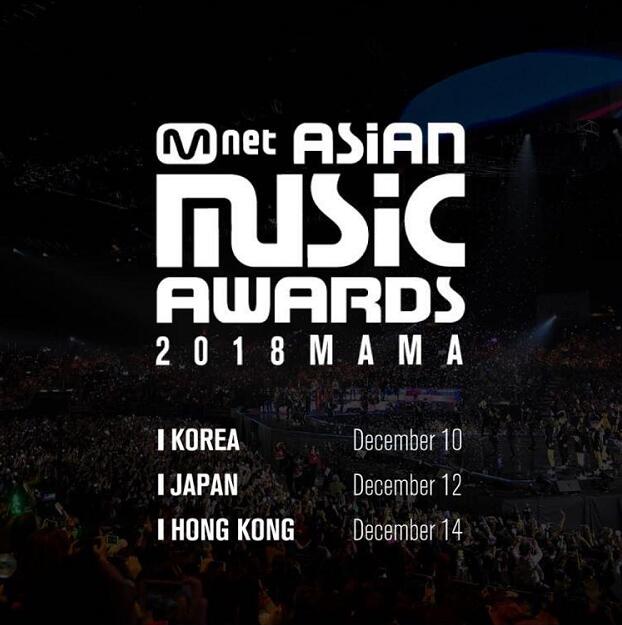 Mnet ASiAN
MUSiC
AWARDS
2018 MAMA
I KOREA December 10
I JAPAN December 12
I HONG KONG December 14